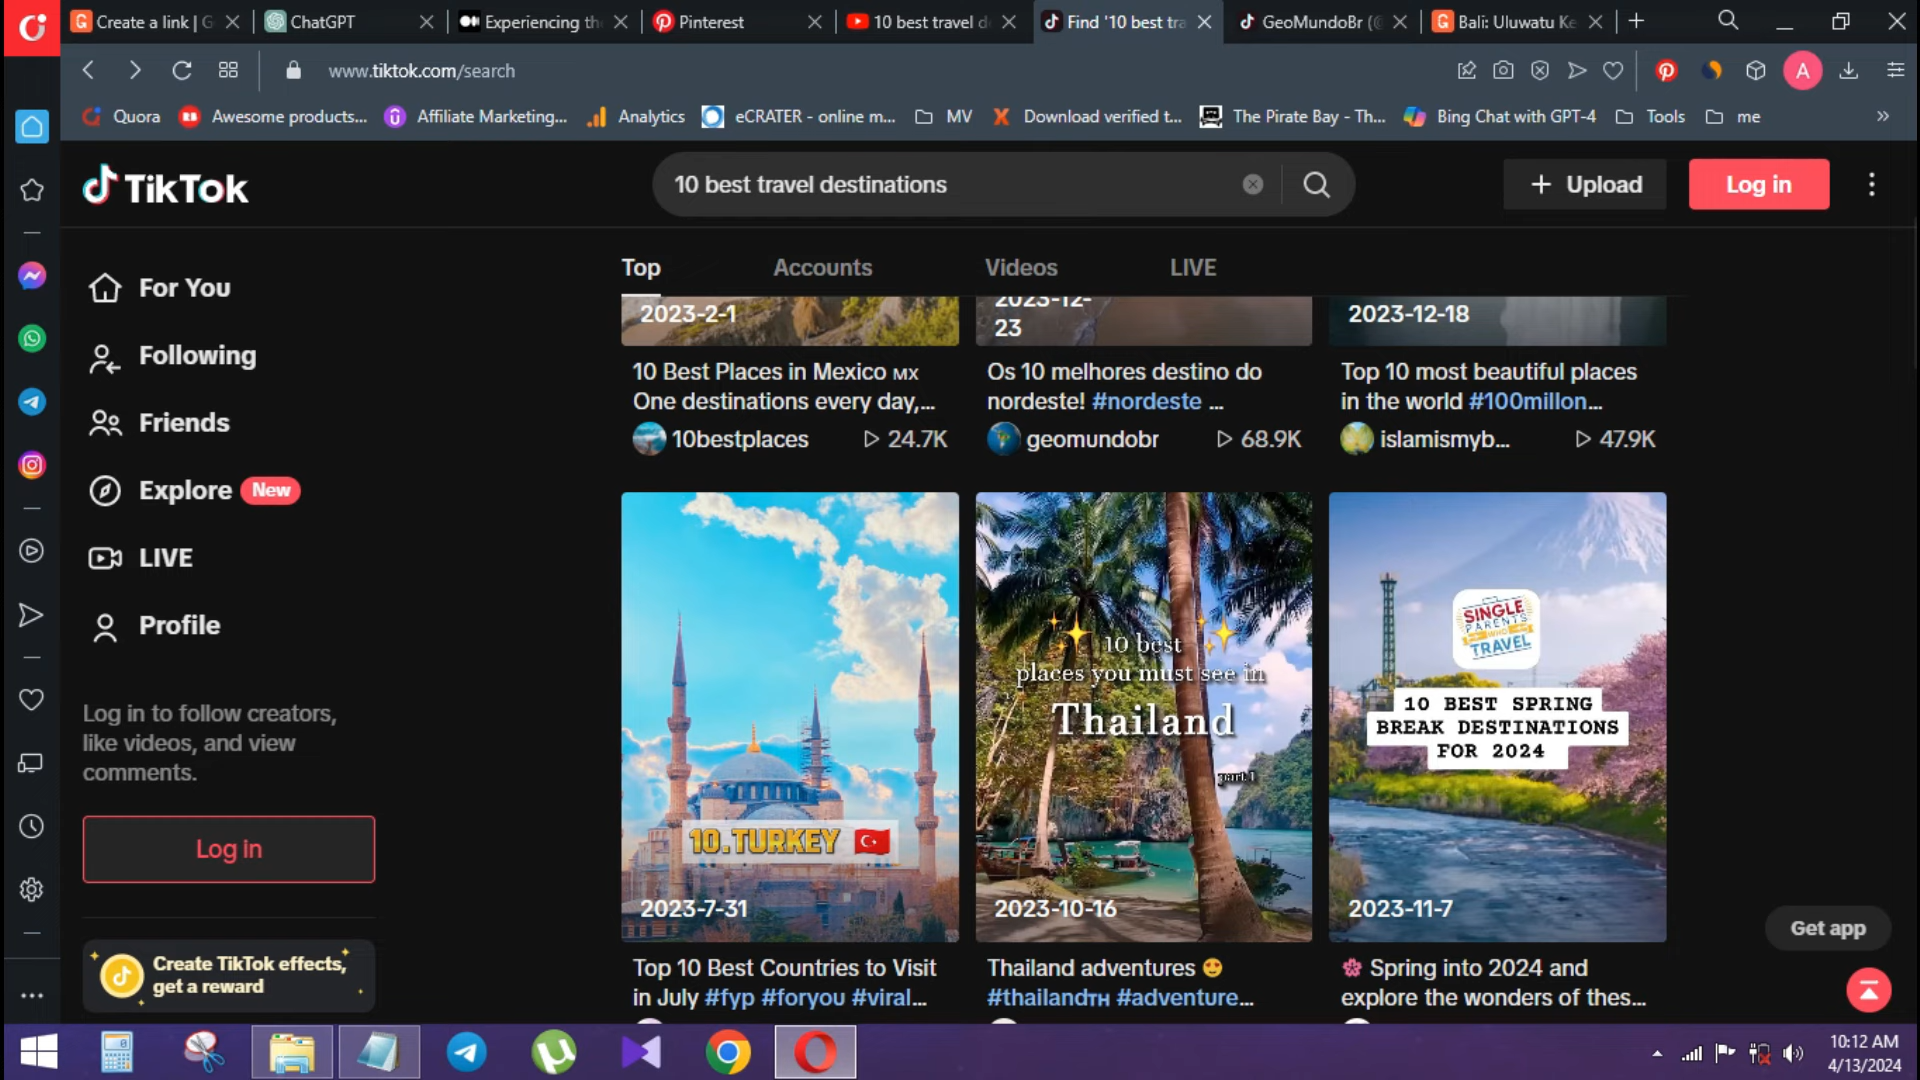 Create a link | G
ChatGPT
Experiencing th
Pinterest
10 best travel d
Find '10 best tra
GeoMundoBr (@
Bali: Uluwatu Ke
www.tiktok.com/search
A
Quora
Awesome products...
Affiliate Marketing...
Analytics
eCRATER - online m...
MV
Download verified t...
The Pirate Bay - Th...
Bing Chat with GPT-4
Tools
me
TikTok
10 best travel destinations
Upload
Log in
For You
Following
Friends
Explore New
LIVE
Profile
Log in to follow creators,
like videos, and view
comments.
Log in
Create TikTok effects,
get a reward
Top
Accounts
Videos
LIVE
2023-2-1
2023-12-
23
2023-12-18
10 Best Places in Mexico MX
One destinations every day,...
10bestplaces 24.7K
Os 10 melhores destino do
nordeste! #nordeste ...
geomundobr 68.9K
Top 10 most beautiful places
in the world #100millon...
islamismyb... 47.9K
10.TURKEY
2023-7-31
10 best
places you must see in
Thailand
part 1
2023-10-16
SINGLE
PARENTS
WHO
TRAVEL
10 BEST SPRING
BREAK DESTINATIONS
FOR 2024
2023-11-7
Top 10 Best Countries to Visit
in July #fyp #foryou #viral...
Thailand adventures 😍
#thailandTH #adventure...
🌸 Spring into 2024 and
explore the wonders of thes...
Get app
10:12 AM
4/13/2024